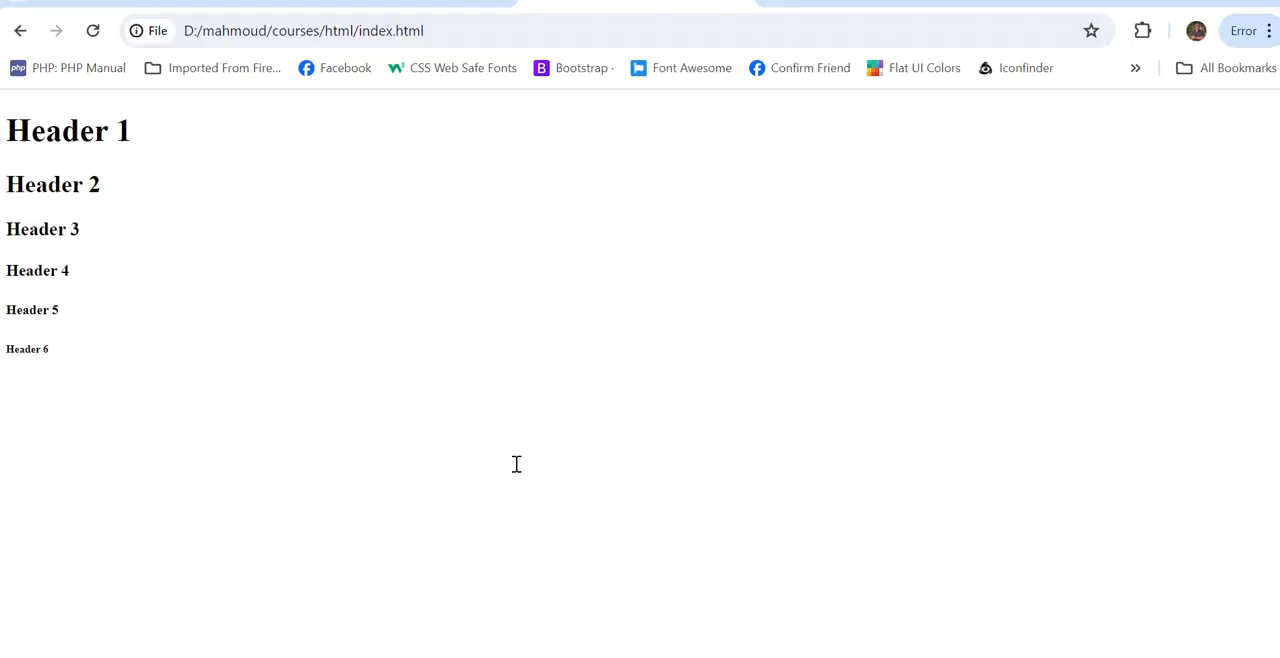 File D:/mahmoud/courses/html/index.html Error
php PHP: PHP Manual Imported From Fire... Facebook CSS Web Safe Fonts B Bootstrap · Font Awesome Confirm Friend Flat UI Colors Iconfinder » All Bookmarks
Header 1
Header 2
Header 3
Header 4
Header 5
Header 6